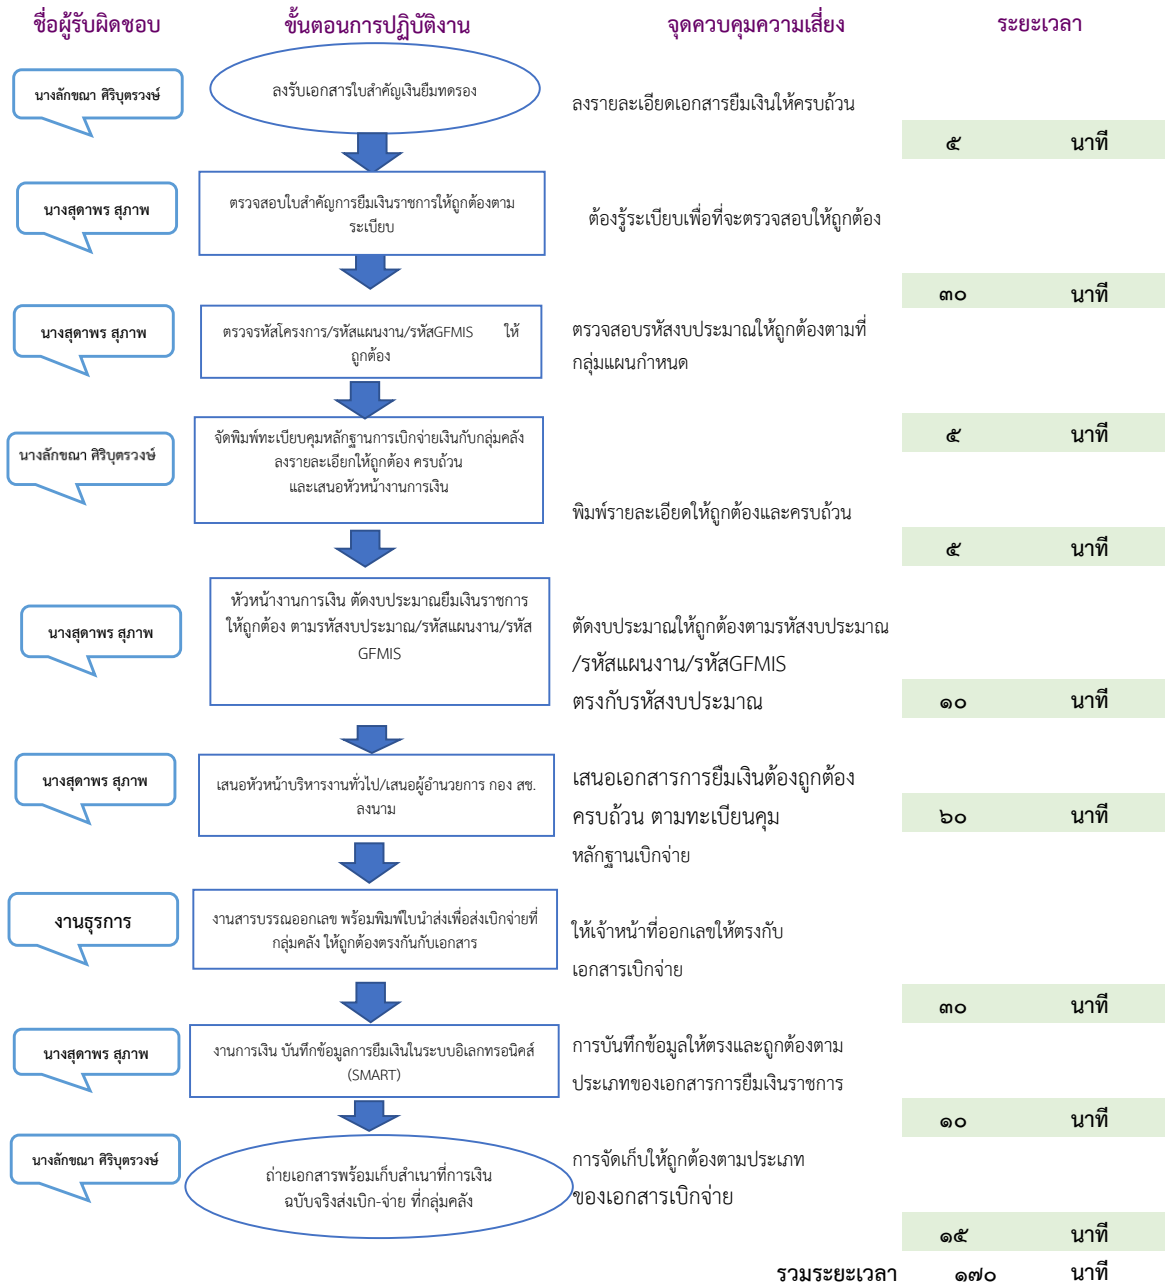 ชื่อผู้รับผิดชอบ ขั้นตอนการปฏิบัติงาน จุดควบคุมความเสี่ยง ระยะเวลา
นางลักขณา ศิริบุตรวงษ์
ลงรับเอกสารใบสำคัญเงินยืมทดรอง
ลงรายละเอียดเอกสารยืมเงินให้ครบถ้วน
๕ นาที
นางสุดาพร สุภาพ
ตรวจสอบใบสำคัญการยืมเงินราชการให้ถูกต้องตาม
ระเบียบ
ต้องรู้ระเบียบเพื่อที่จะตรวจสอบให้ถูกต้อง
๓๐ นาที
นางสุดาพร สุภาพ
ตรวจรหัสโครงการ/รหัสแผนงาน/รหัสGFMIS ให้
ถูกต้อง
ตรวจสอบรหัสงบประมาณให้ถูกต้องตามที่
กลุ่มแผนกำหนด
๕ นาที
นางลักขณา ศิริบุตรวงษ์
จัดพิมพ์ทะเบียบคุมหลักฐานการเบิกจ่ายเงินกับกลุ่มคลัง
ลงรายละเอียกให้ถูกต้อง ครบถ้วน
และเสนอหัวหน้างานการเงิน
พิมพ์รายละเอียดให้ถูกต้องและครบถ้วน
๕ นาที
นางสุดาพร สุภาพ
หัวหน้างานการเงิน ตัดงบประมาณยืมเงินราชการ
ให้ถูกต้อง ตามรหัสงบประมาณ/รหัสแผนงาน/รหัส
GFMIS
ตัดงบประมาณให้ถูกต้องตามรหัสงบประมาณ
/รหัสแผนงาน/รหัสGFMIS
ตรงกับรหัสงบประมาณ
๑๐ นาที
นางสุดาพร สุภาพ
เสนอหัวหน้าบริหารงานทั่วไป/เสนอผู้อำนวยการ กอง สช.
ลงนาม
เสนอเอกสารการยืมเงินต้องถูกต้อง
ครบถ้วน ตามทะเบียนคุม
หลักฐานเบิกจ่าย
๖๐ นาที
งานธุรการ
งานสารบรรณออกเลข พร้อมพิมพ์ใบนำส่งเพื่อส่งเบิกจ่ายที่
กลุ่มคลัง ให้ถูกต้องตรงกันกับเอกสาร
ให้เจ้าหน้าที่ออกเลขให้ตรงกับ
เอกสารเบิกจ่าย
๓๐ นาที
นางสุดาพร สุภาพ
งานการเงิน บันทึกข้อมูลการยืมเงินในระบบอิเลกทรอนิคส์
(SMART)
การบันทึกข้อมูลให้ตรงและถูกต้องตาม
ประเภทของเอกสารการยืมเงินราชการ
๑๐ นาที
นางลักขณา ศิริบุตรวงษ์
ถ่ายเอกสารพร้อมเก็บสำเนาที่การเงิน
ฉบับจริงส่งเบิก-จ่าย ที่กลุ่มคลัง
การจัดเก็บให้ถูกต้องตามประเภท
ของเอกสารเบิกจ่าย
๑๕ นาที
รวมระยะเวลา ๑๗๐ นาที